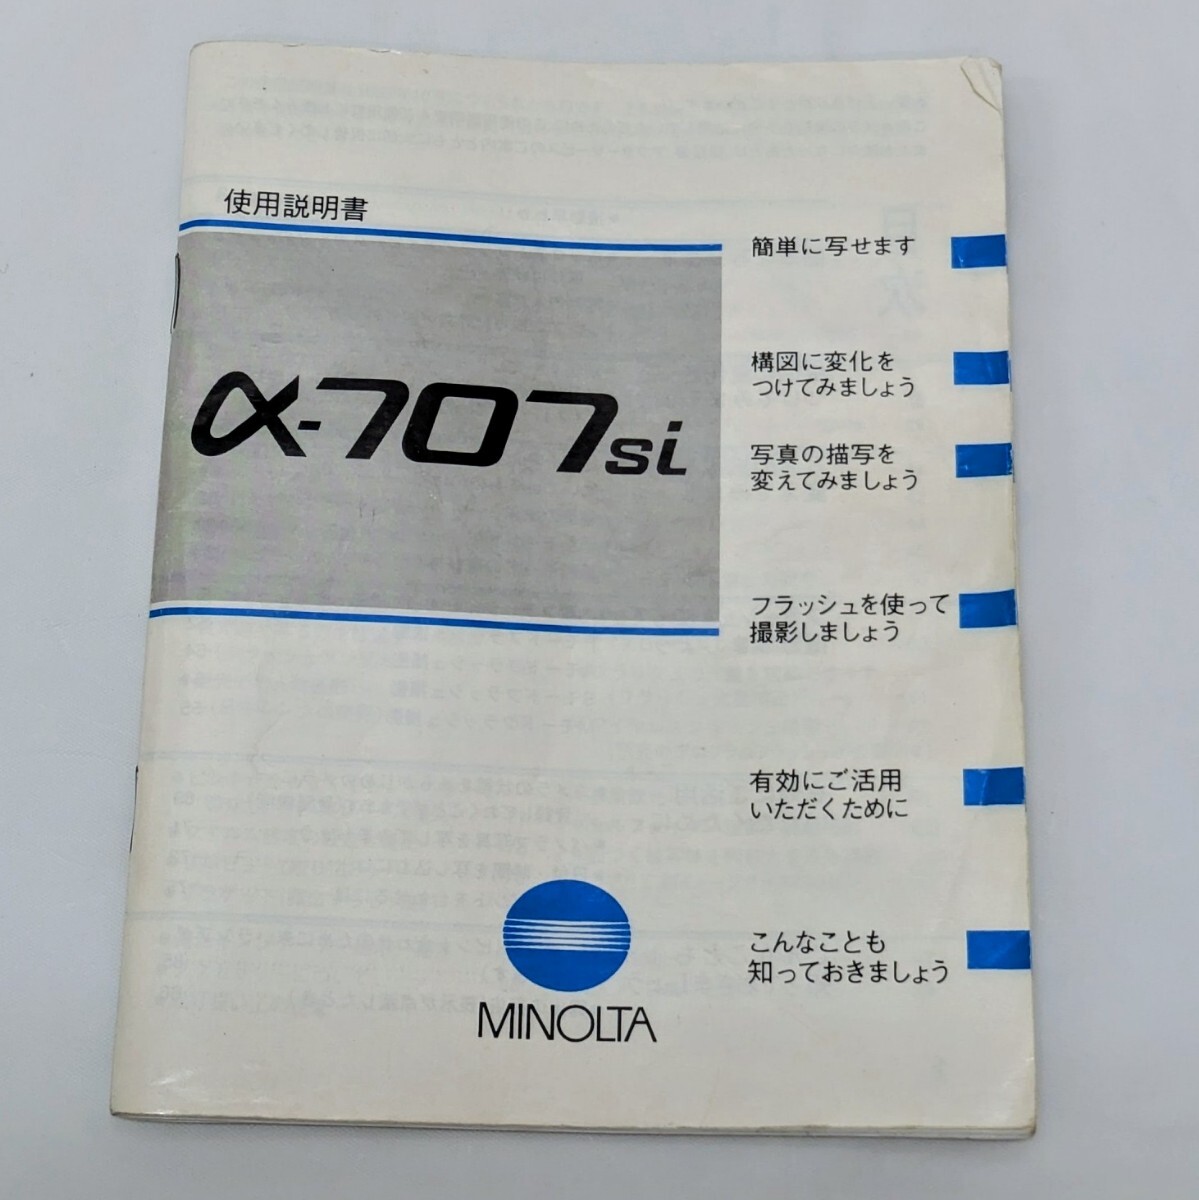 使用説明書
α-707si
簡単に写せます
構図に変化を
つけてみましょう
写真の描写を
変えてみましょう
フラッシュを使って
撮影しましょう
有効にご活用
いただくために
こんなことも
知っておきましょう
MINOLTA